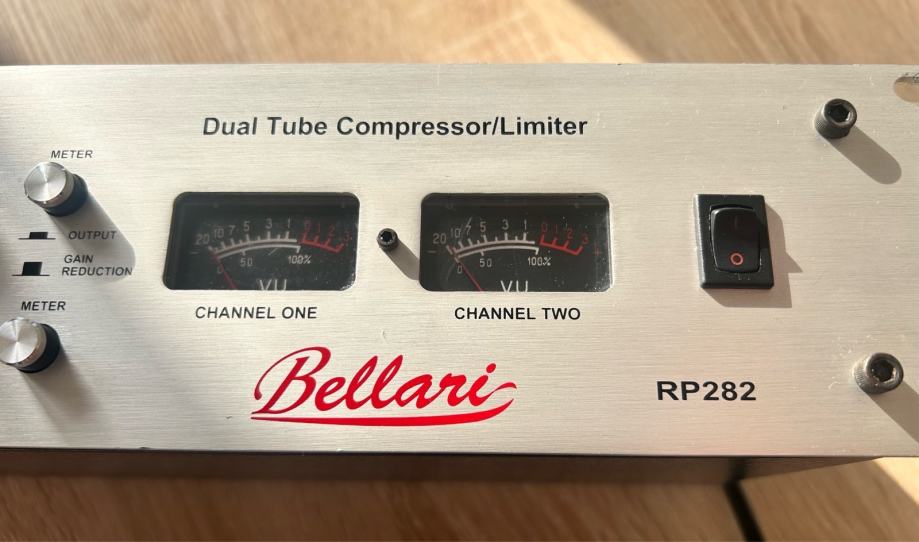 Dual Tube Compressor/Limiter
METER
OUTPUT
GAIN
REDUCTION
METER
20 10 7 5 3 1 0 1 2 3
0 50 100%
VU
CHANNEL ONE
20 10 7 5 3 1 0 1 2 3
0 50 100%
VU
CHANNEL TWO
Bellari
RP282